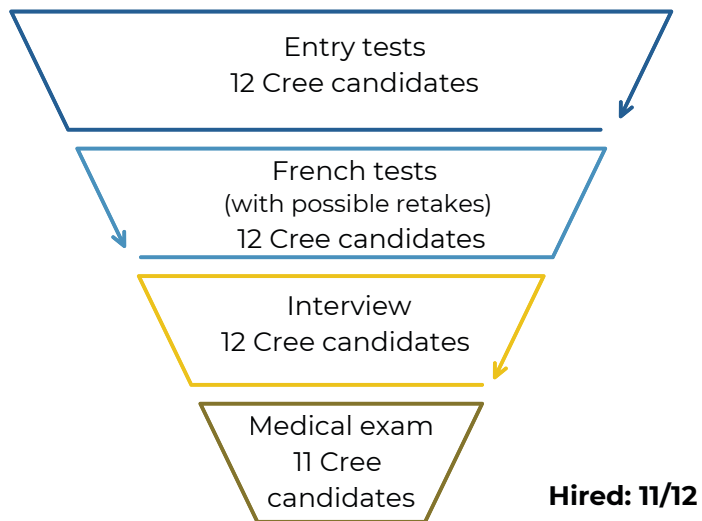 Entry tests
12 Cree candidates
French tests
(with possible retakes)
12 Cree candidates
Interview
12 Cree candidates
Medical exam
11 Cree
candidates
Hired: 11/12